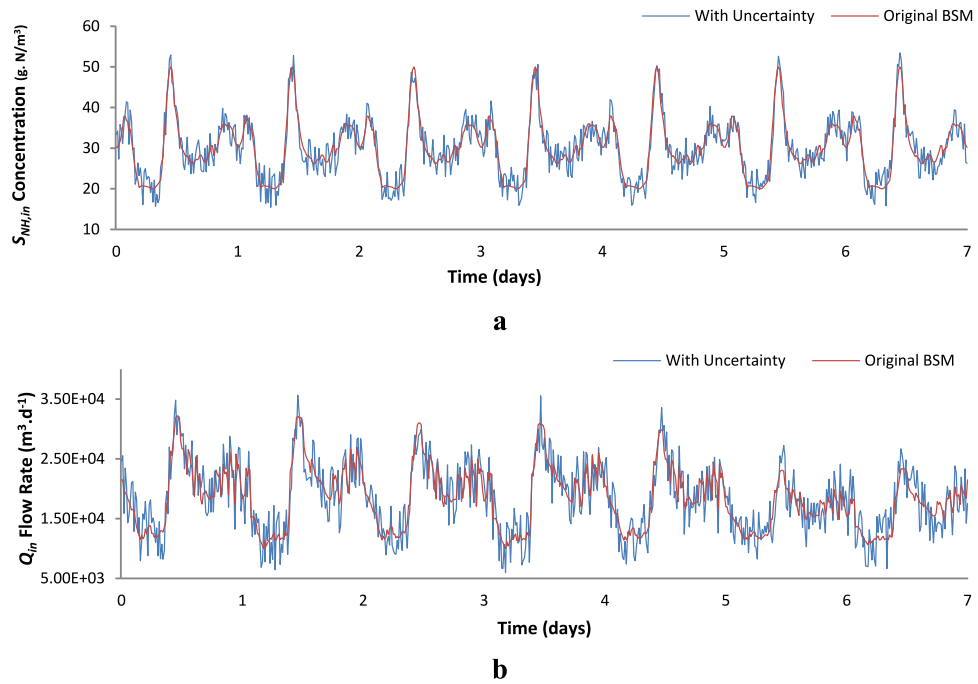 With Uncertainty Original BSM
S_NH,in Concentration (g. N/m³)
60
50
40
30
20
10
0 1 2 3 4 5 6 7
Time (days)
a
With Uncertainty Original BSM
Q_in Flow Rate (m³.d⁻¹)
3.50E+04
2.50E+04
1.50E+04
5.00E+03
0 1 2 3 4 5 6 7
Time (days)
b